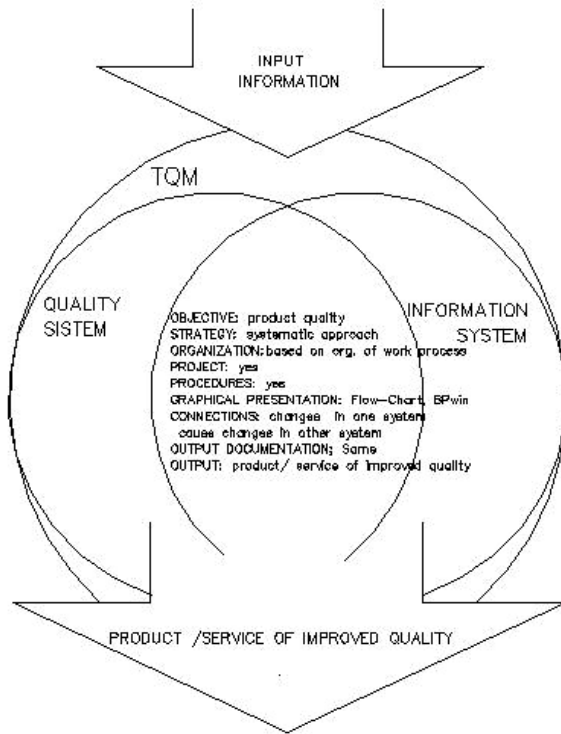 INPUT
INFORMATION
TQM
QUALITY
SISTEM
INFORMATION
SYSTEM
OBJECTIVE: product quality
STRATEGY: systematic approach
ORGANIZATION: based on org. of work process
PROJECT: yes
PROCEDURES: yes
GRAPHICAL PRESENTATION: Flow-Chart, BPwin
CONNECTIONS: changes in one system
cause changes in other system
OUTPUT DOCUMENTATION; Same
OUTPUT: product/ service of improved quality
PRODUCT /SERVICE OF IMPROVED QUALITY